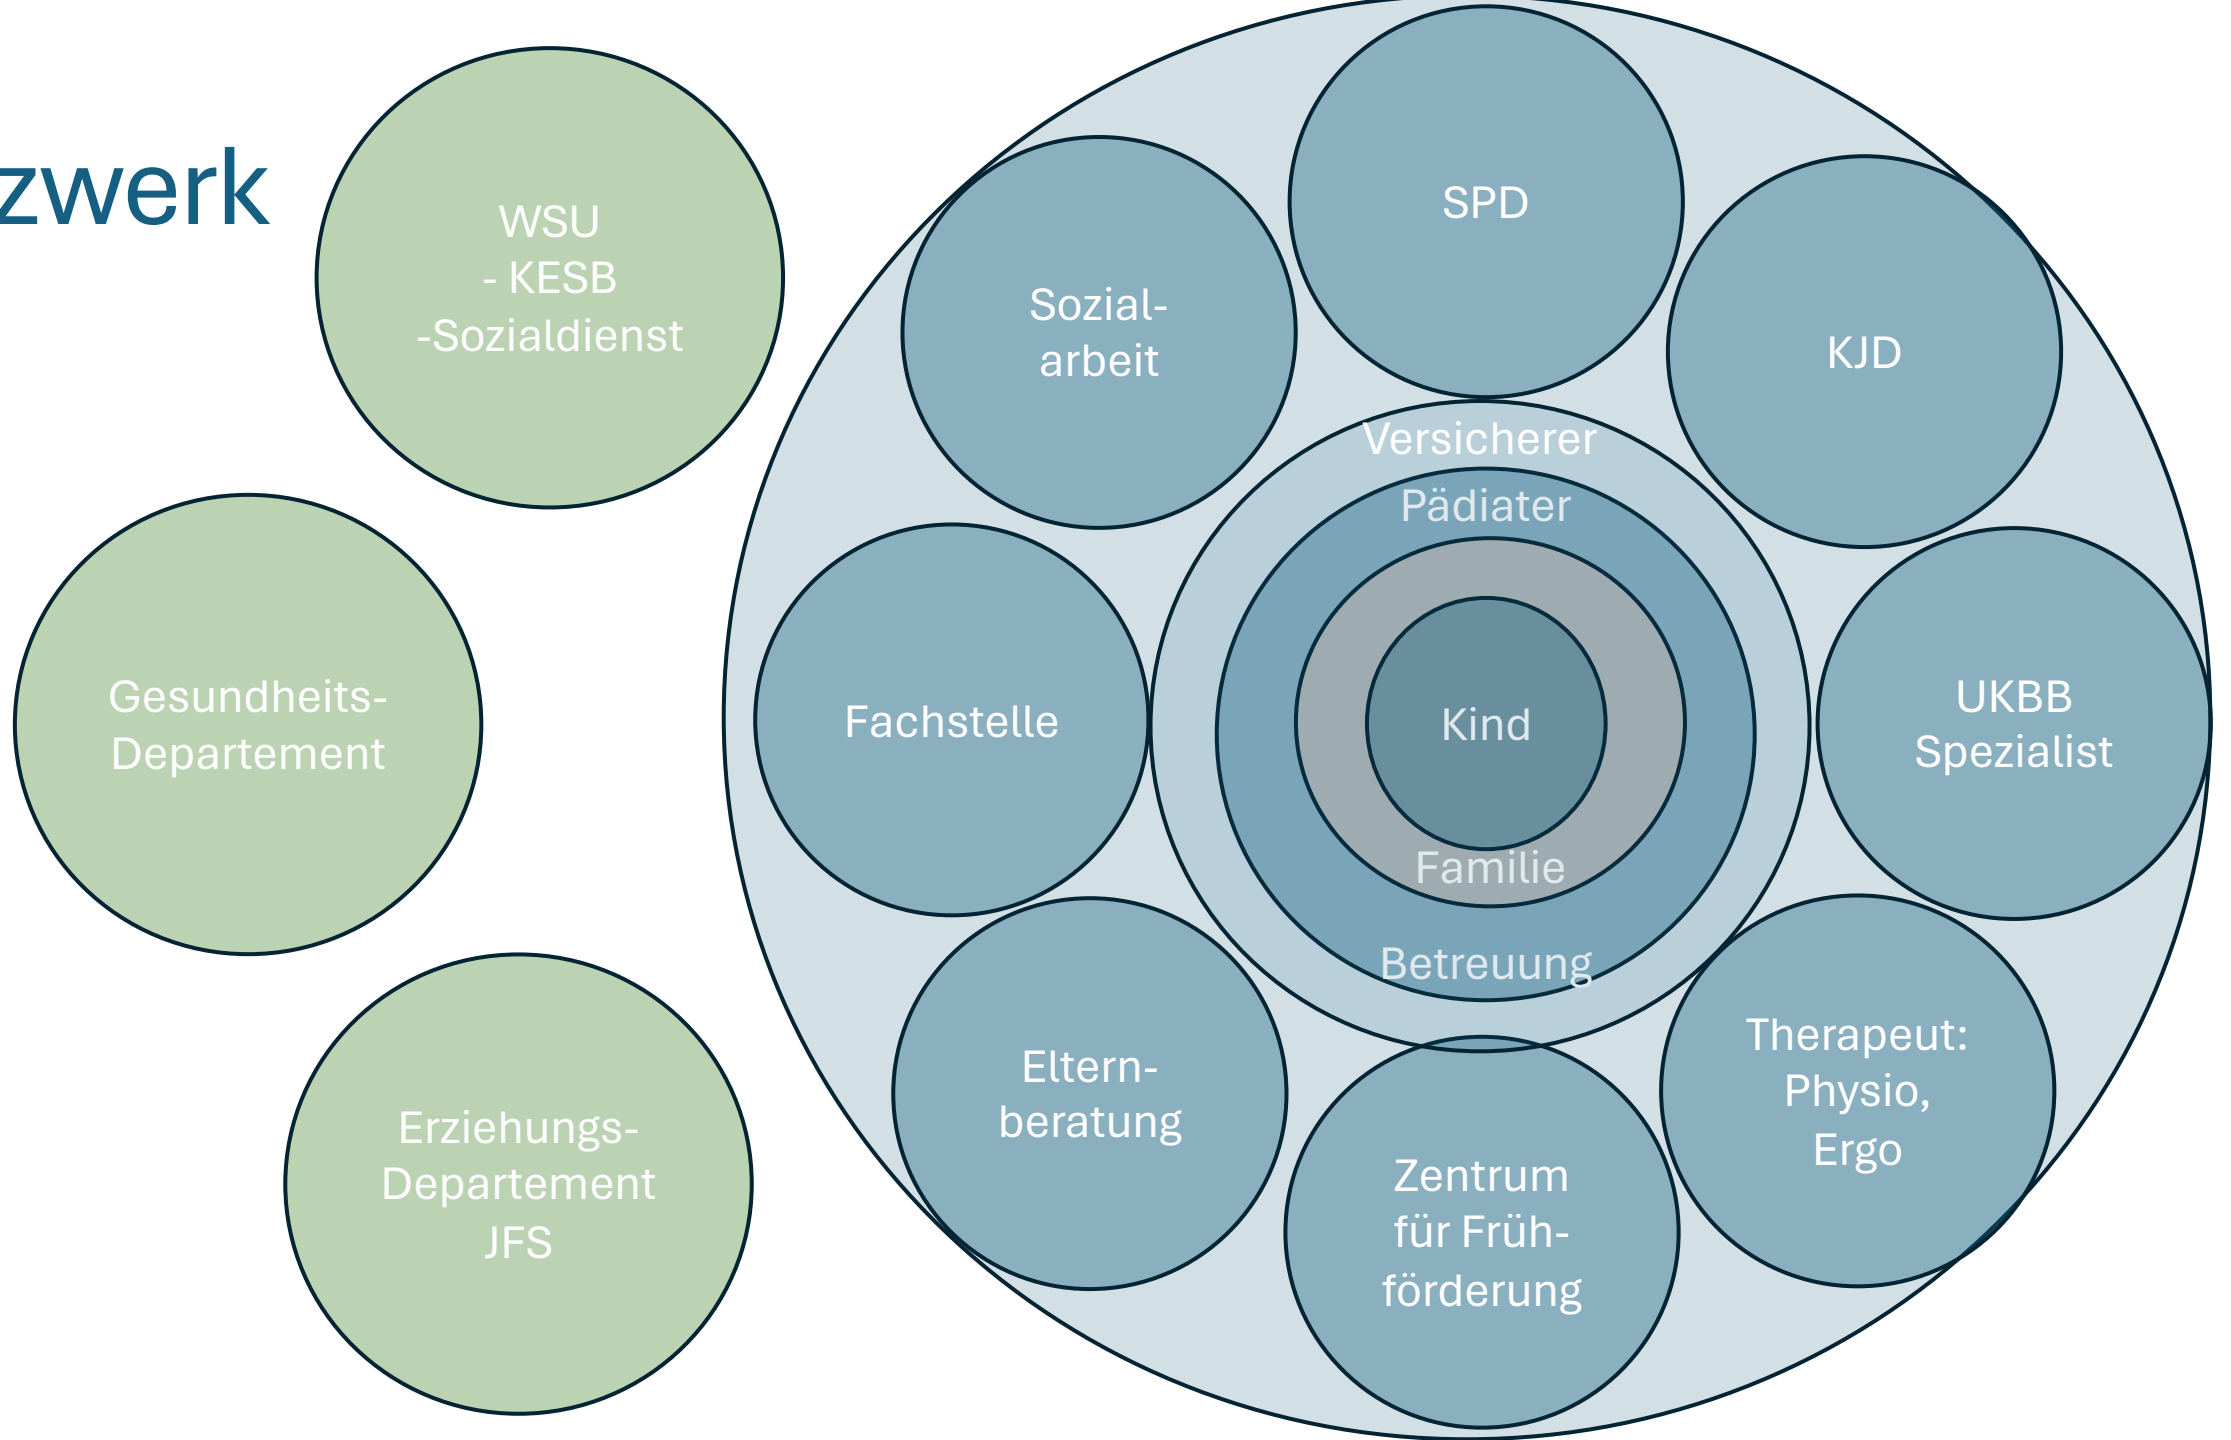 zwerk
WSU
- KESB
-Sozialdienst
Gesundheits-
Departement
Erziehungs-
Departement
JFS
SPD
Sozial-
arbeit
KJD
Versicherer
Pädiater
Fachstelle
Kind
UKBB
Spezialist
Familie
Betreuung
Eltern-
beratung
Therapeut:
Physio,
Ergo
Zentrum
für Früh-
förderung